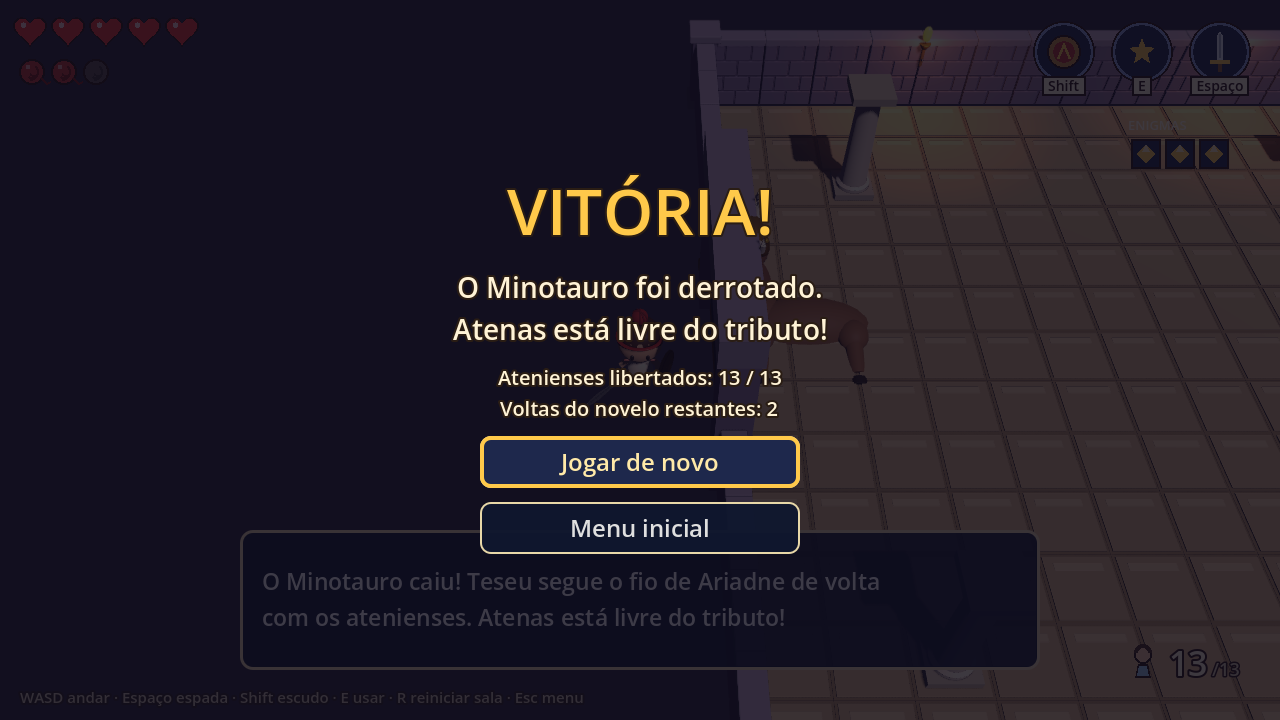 Shift
E
Espaço
VITÓRIA!
O Minotauro foi derrotado.
Atenas está livre do tributo!
Atenienses libertados: 13 / 13
Voltas do novelo restantes: 2
Jogar de novo
Menu inicial
O Minotauro caiu! Teseu segue o fio de Ariadne de volta
com os atenienses. Atenas está livre do tributo!
13/13
WASD andar · Espaço espada · Shift escudo · E usar · R reiniciar sala · Esc menu